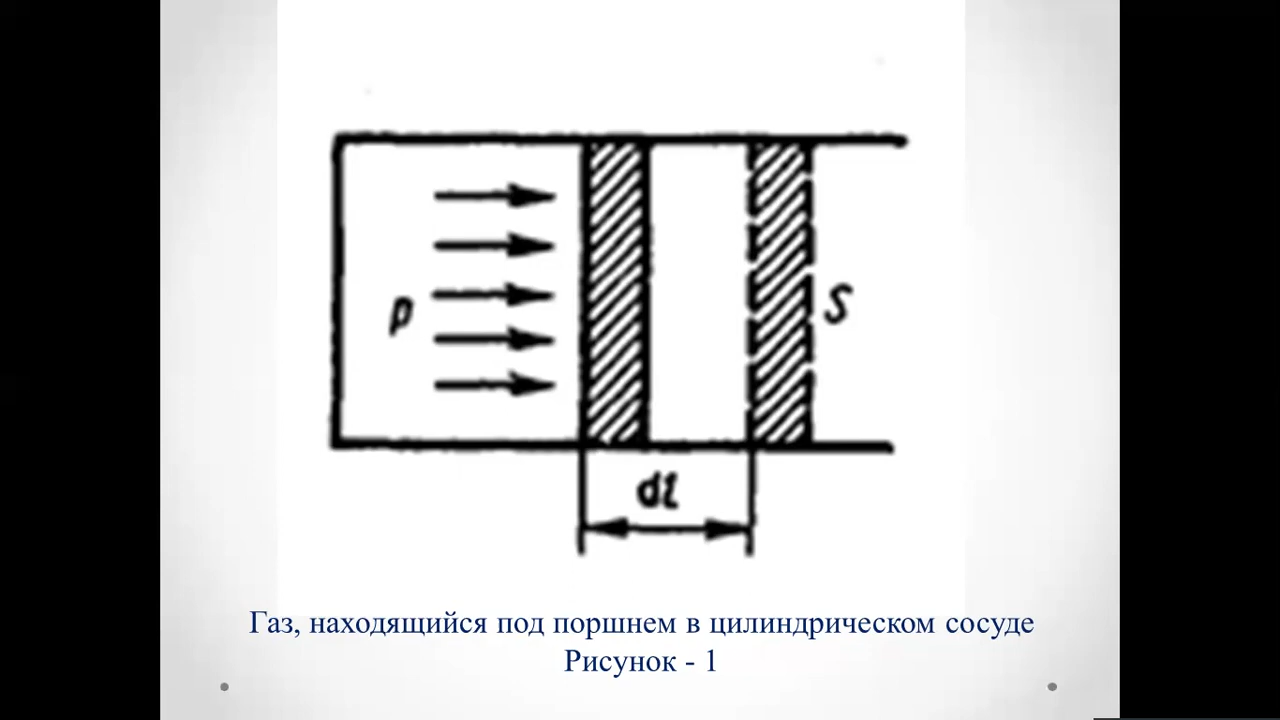 p
S
dl
Газ, находящийся под поршнем в цилиндрическом сосуде
Рисунок - 1